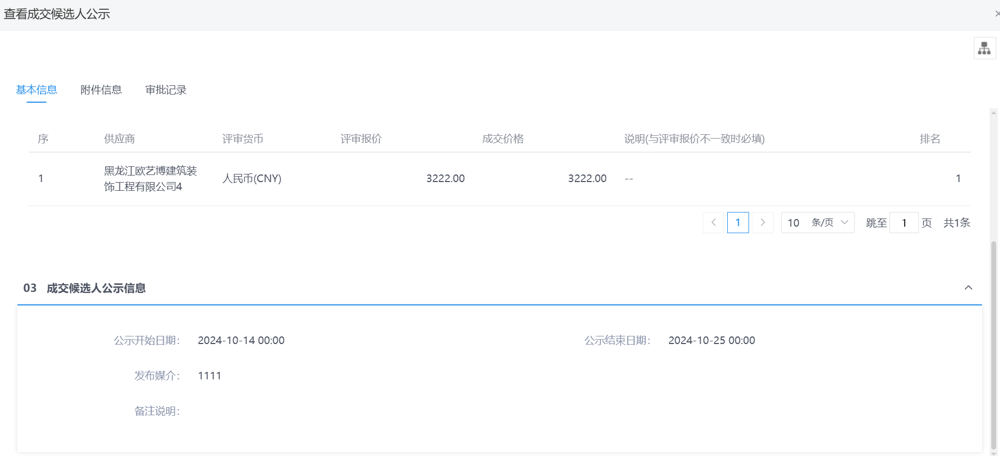 查看成交候选人公示
基本信息 附件信息 审批记录
序 供应商 评审货币 评审报价 成交价格 说明(与评审报价不一致时必填) 排名
1 黑龙江欧艺博建筑装饰工程有限公司4 人民币(CNY) 3222.00 3222.00 -- 1
1 10 条/页 跳至 1 页 共1条
03 成交候选人公示信息
公示开始日期： 2024-10-14 00:00 公示结束日期： 2024-10-25 00:00
发布媒介： 1111
备注说明：